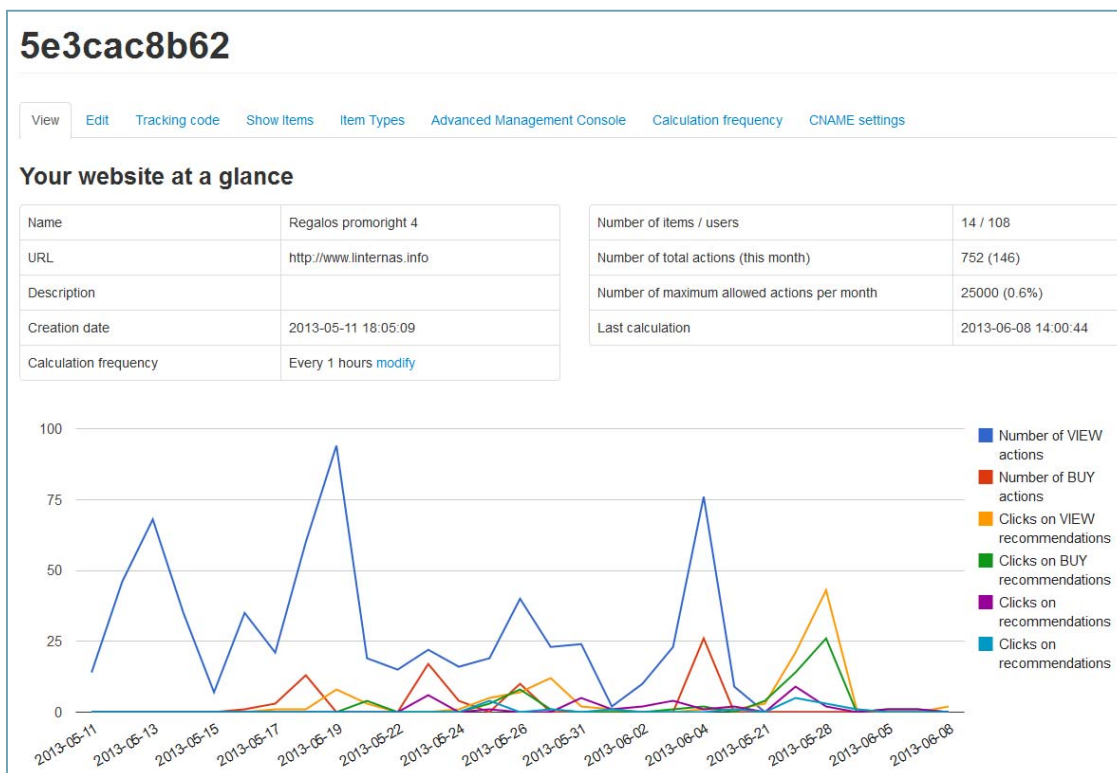 5e3cac8b62
View Edit Tracking code Show Items Item Types Advanced Management Console Calculation frequency CNAME settings
Your website at a glance
Name Regalos promoright 4
URL http://www.linternas.info
Description
Creation date 2013-05-11 18:05:09
Calculation frequency Every 1 hours modify
Number of items / users 14 / 108
Number of total actions (this month) 752 (146)
Number of maximum allowed actions per month 25000 (0.6%)
Last calculation 2013-06-08 14:00:44
100
75
50
25
0
2013-05-11 2013-05-13 2013-05-15 2013-05-17 2013-05-19 2013-05-22 2013-05-24 2013-05-26 2013-05-31 2013-06-02 2013-06-04 2013-05-21 2013-05-28 2013-06-05 2013-06-08
Number of VIEW
actions
Number of BUY
actions
Clicks on VIEW
recommendations
Clicks on BUY
recommendations
Clicks on
recommendations
Clicks on
recommendations